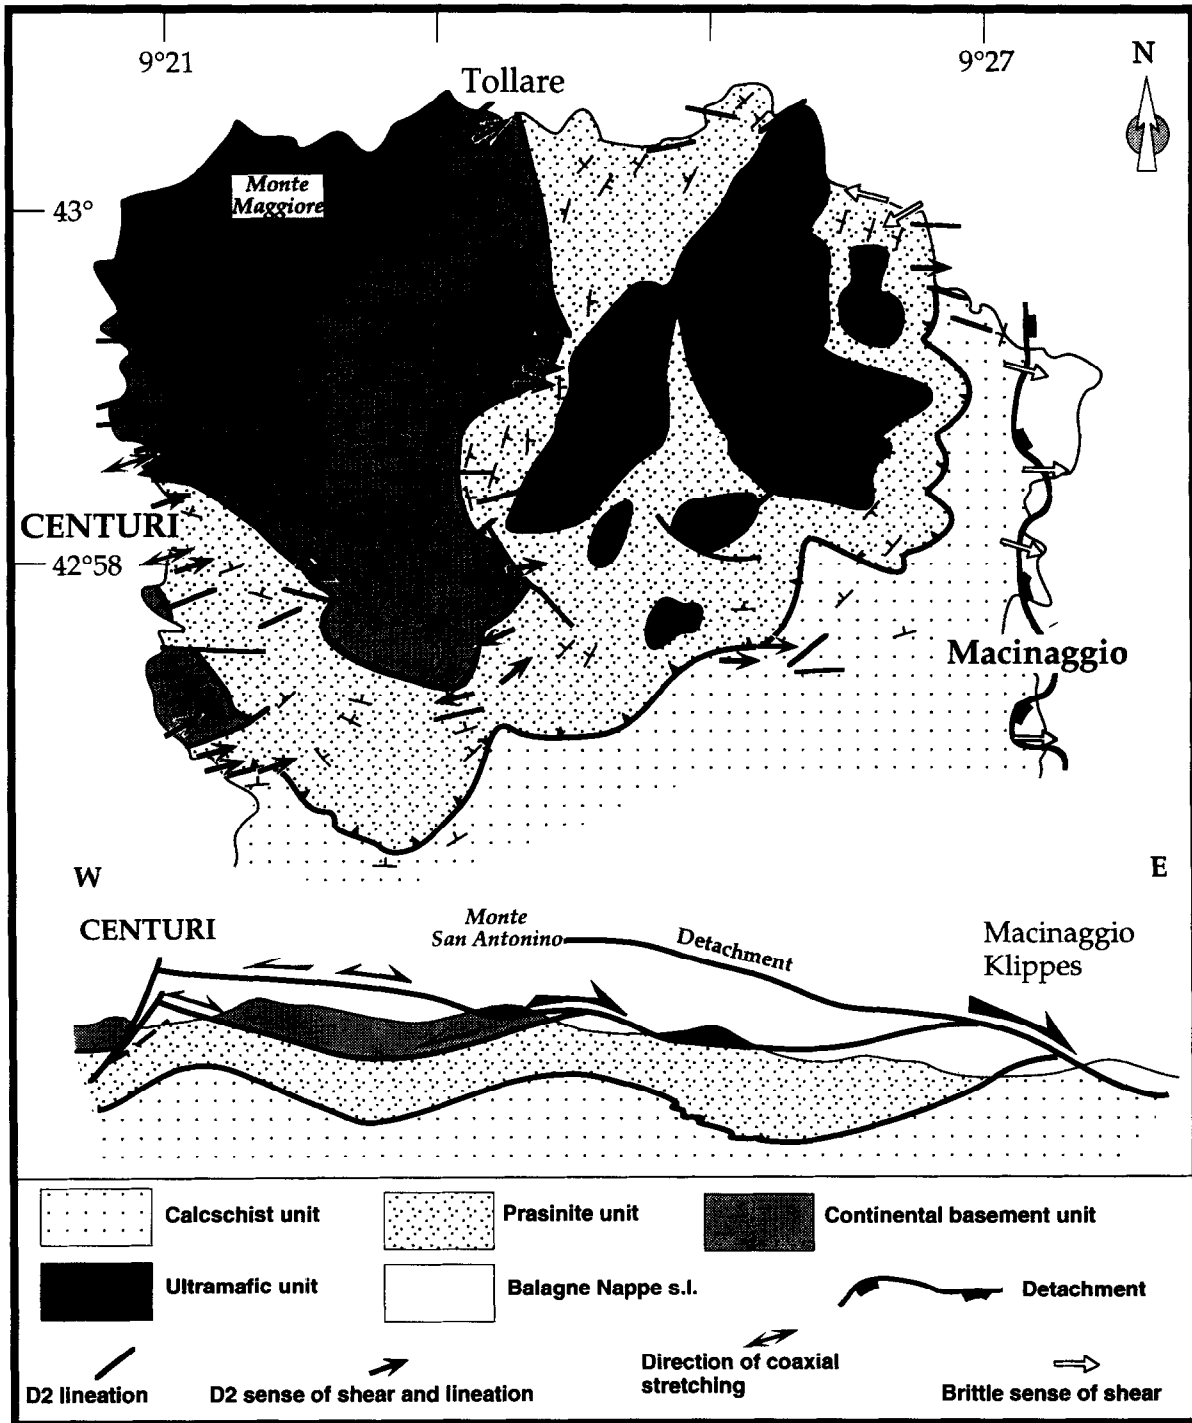 9°21
9°27
N
Tollare
Monte
Maggiore
43°
CENTURI
42°58
Macinaggio
W
E
CENTURI
Monte
San Antonino
Detachment
Macinaggio
Klippes
Calcschist unit
Prasinite unit
Continental basement unit
Ultramafic unit
Balagne Nappe s.l.
Detachment
D2 lineation
D2 sense of shear and lineation
Direction of coaxial
stretching
Brittle sense of shear